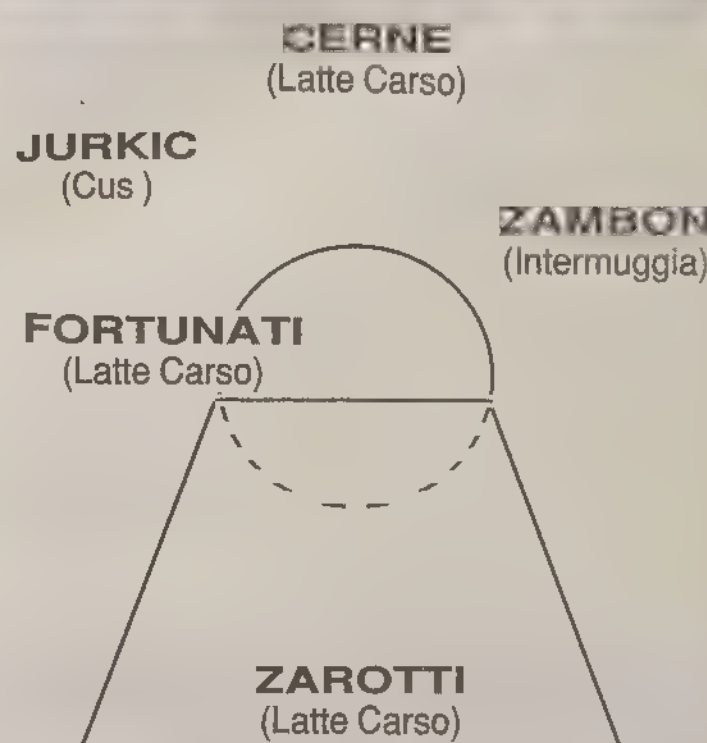 CERNE
(Latte Carso)
JURKIC
(Cus )
ZAMBON
(Intermuggia)
FORTUNATI
(Latte Carso)
ZAROTTI
(Latte Carso)